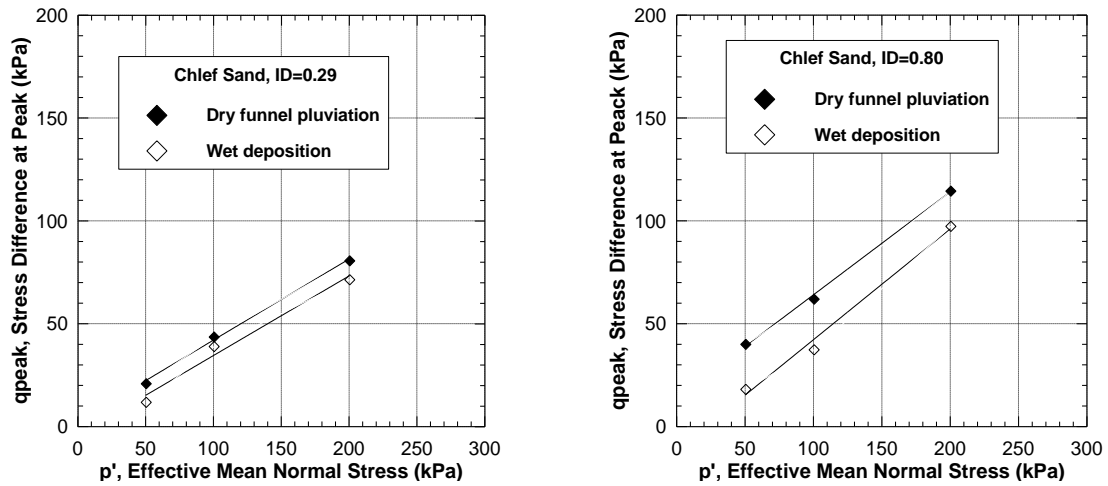 qpeak, Stress Difference at Peak (kPa)
200
150
100
50
0
Chlef Sand, ID=0.29
Dry funnel pluviation
Wet deposition
0 50 100 150 200 250 300
p', Effective Mean Normal Stress (kPa)
qpeak, Stress Difference at Peack (kPa)
200
150
100
50
0
Chlef Sand, ID=0.80
Dry funnel pluviation
Wet deposition
0 50 100 150 200 250 300
p', Effective Mean Normal Stress (kPa)